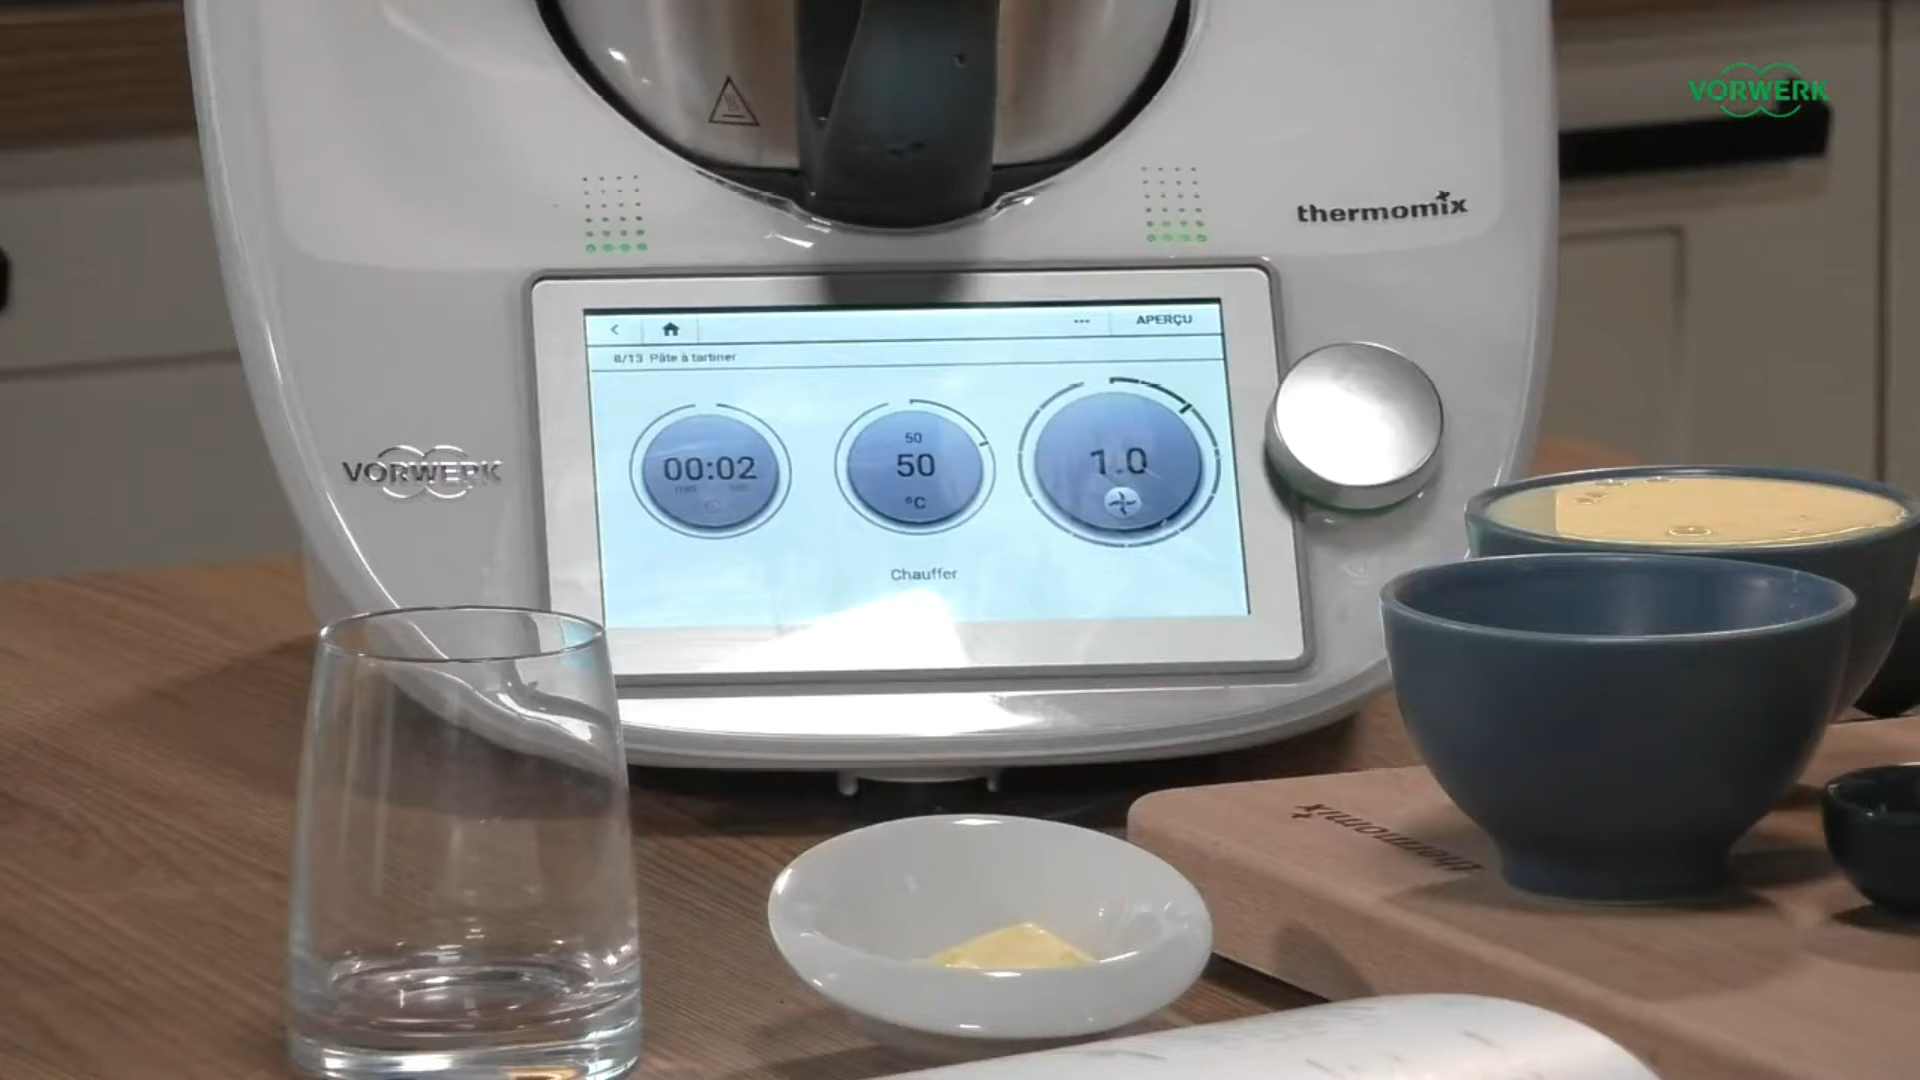 VORWERK
thermomix
APERÇU
8/13 Pâte à tartiner
00:02
50
50
°C
1.0
VORWERK
Chauffer
thermomix